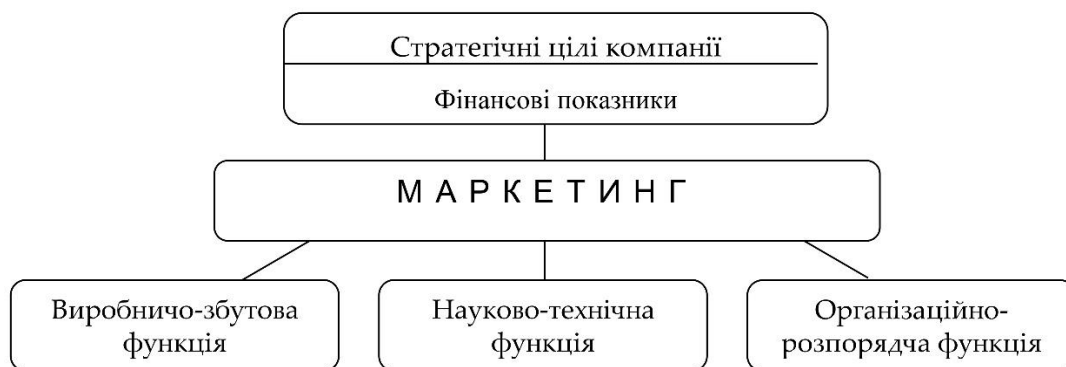 Стратегічні цілі компанії
Фінансові показники
М А Р К Е Т И Н Г
Виробничо-збутова
функція
Науково-технічна
функція
Організаційно-
розпорядча функція